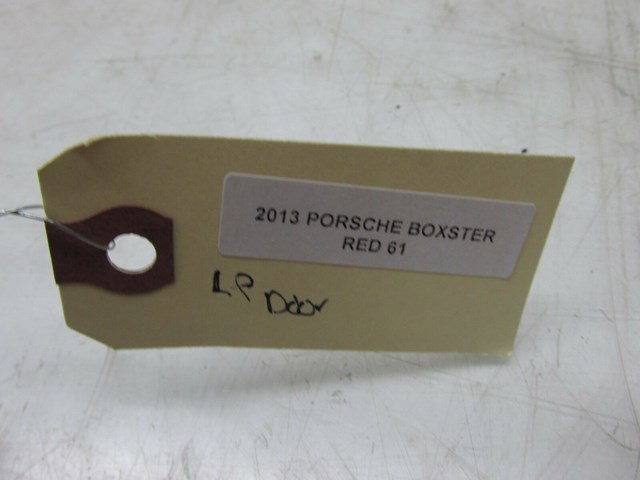 2013 PORSCHE BOXSTER
RED 61
LP Door